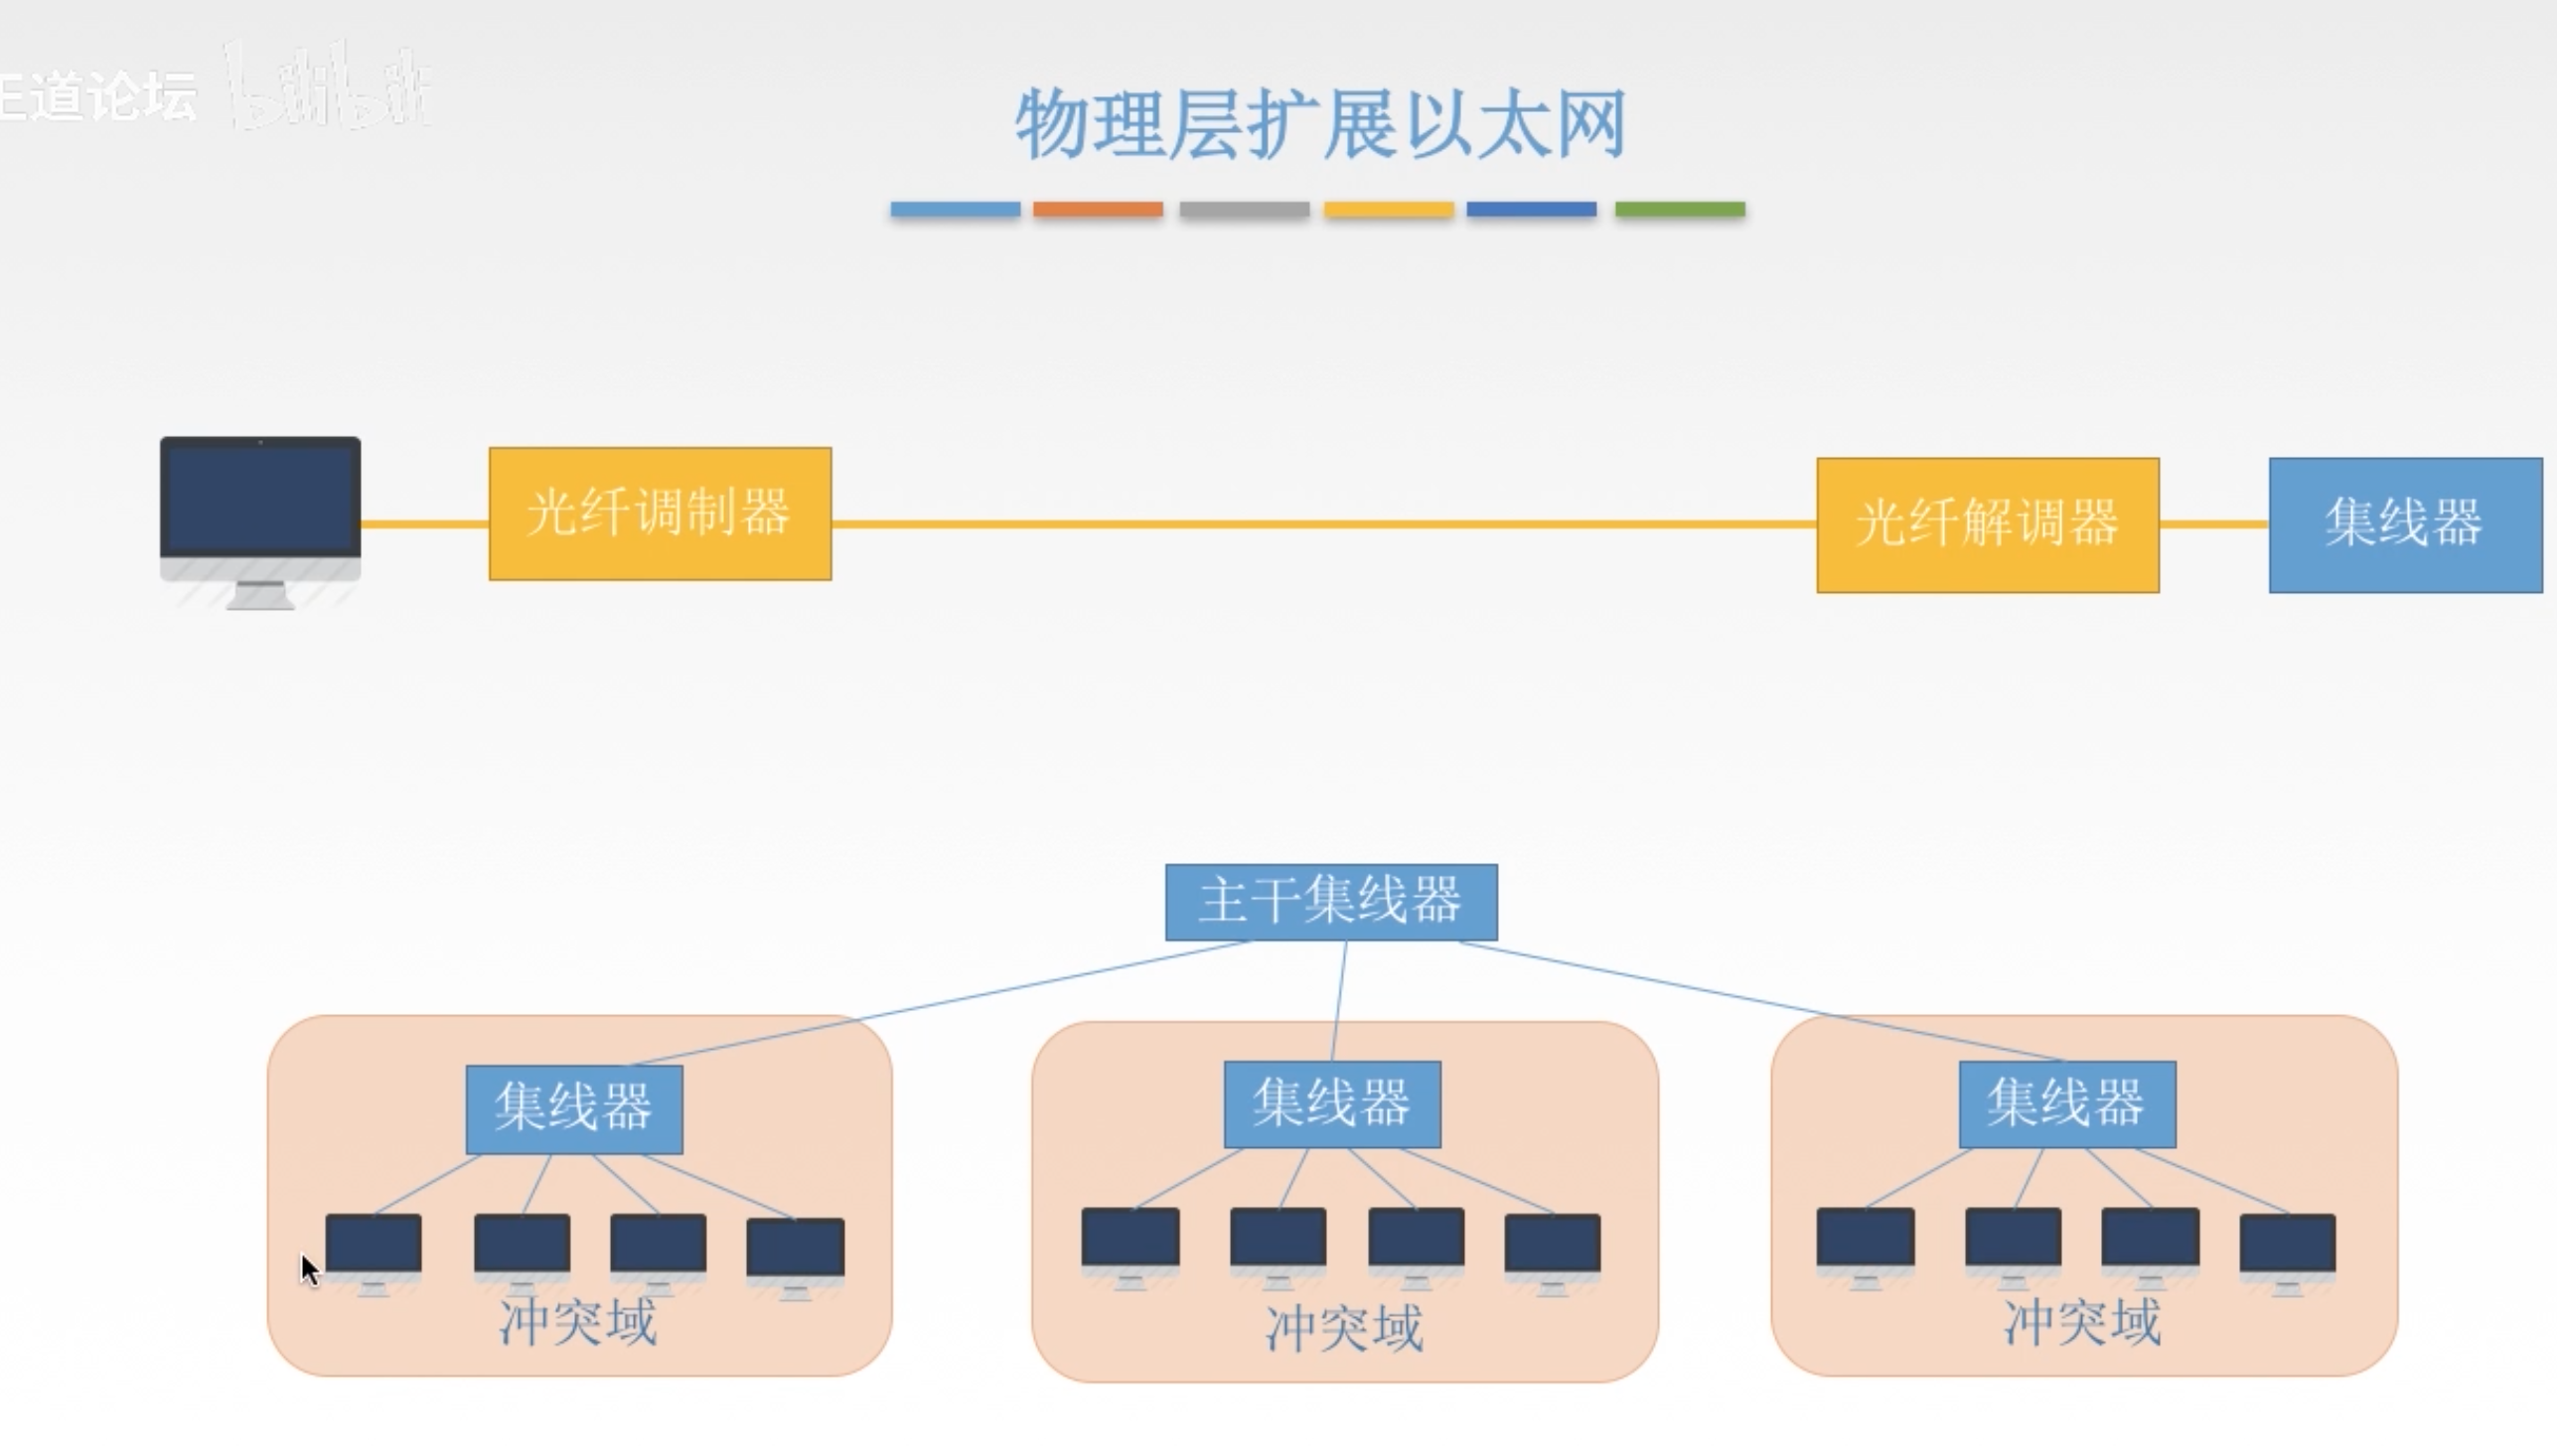 王道论坛 bilibili
物理层扩展以太网
光纤调制器
光纤解调器
集线器
主干集线器
集线器
集线器
集线器
冲突域
冲突域
冲突域